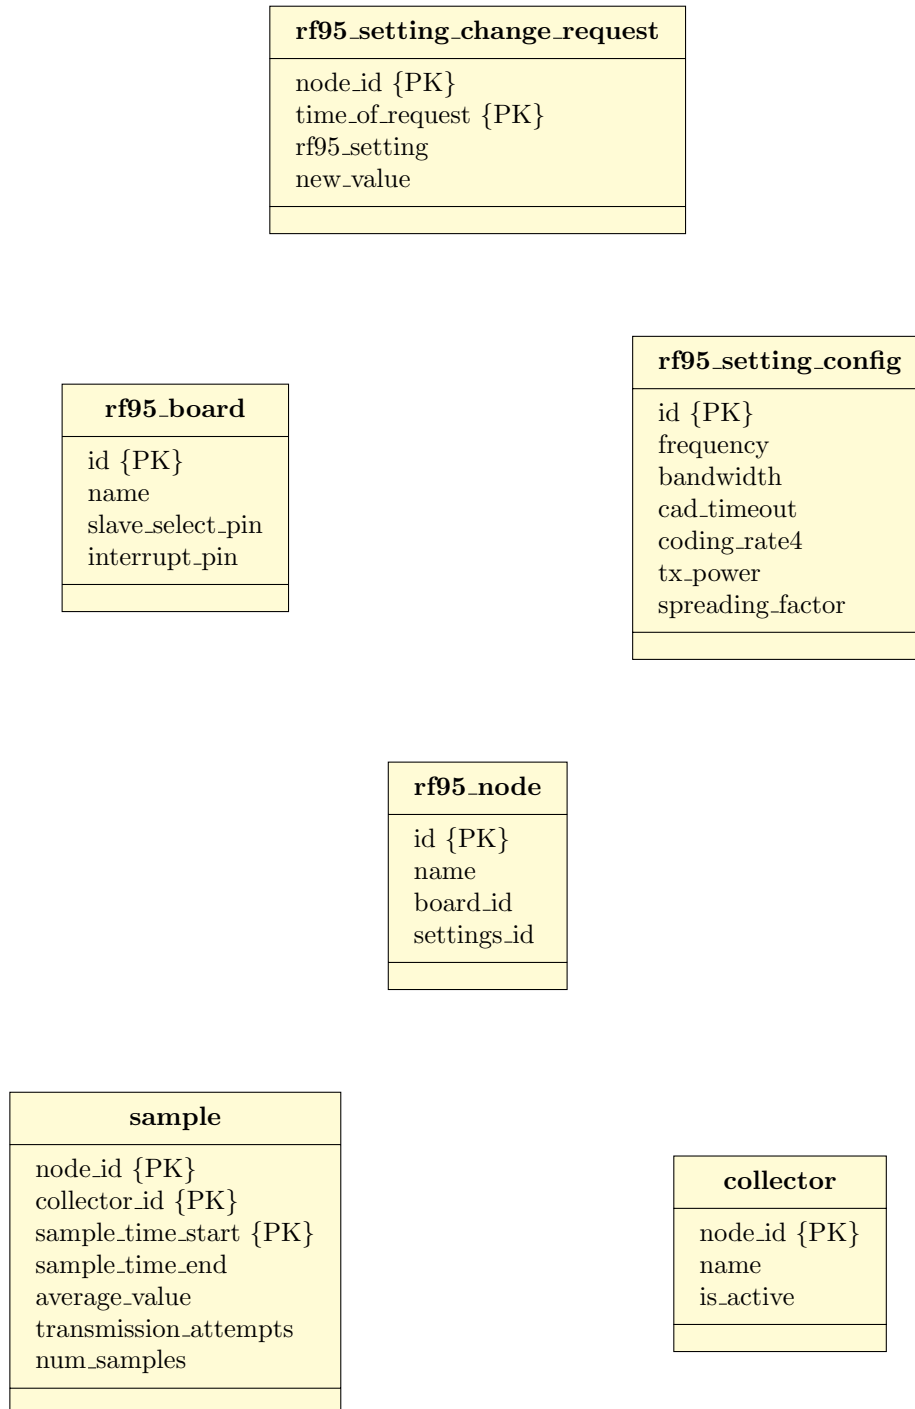 rf95_setting_change_request
node_id {PK}
time_of_request {PK}
rf95_setting
new_value
rf95_board
id {PK}
name
slave_select_pin
interrupt_pin
rf95_setting_config
id {PK}
frequency
bandwidth
cad_timeout
coding_rate4
tx_power
spreading_factor
rf95_node
id {PK}
name
board_id
settings_id
sample
node_id {PK}
collector_id {PK}
sample_time_start {PK}
sample_time_end
average_value
transmission_attempts
num_samples
collector
node_id {PK}
name
is_active